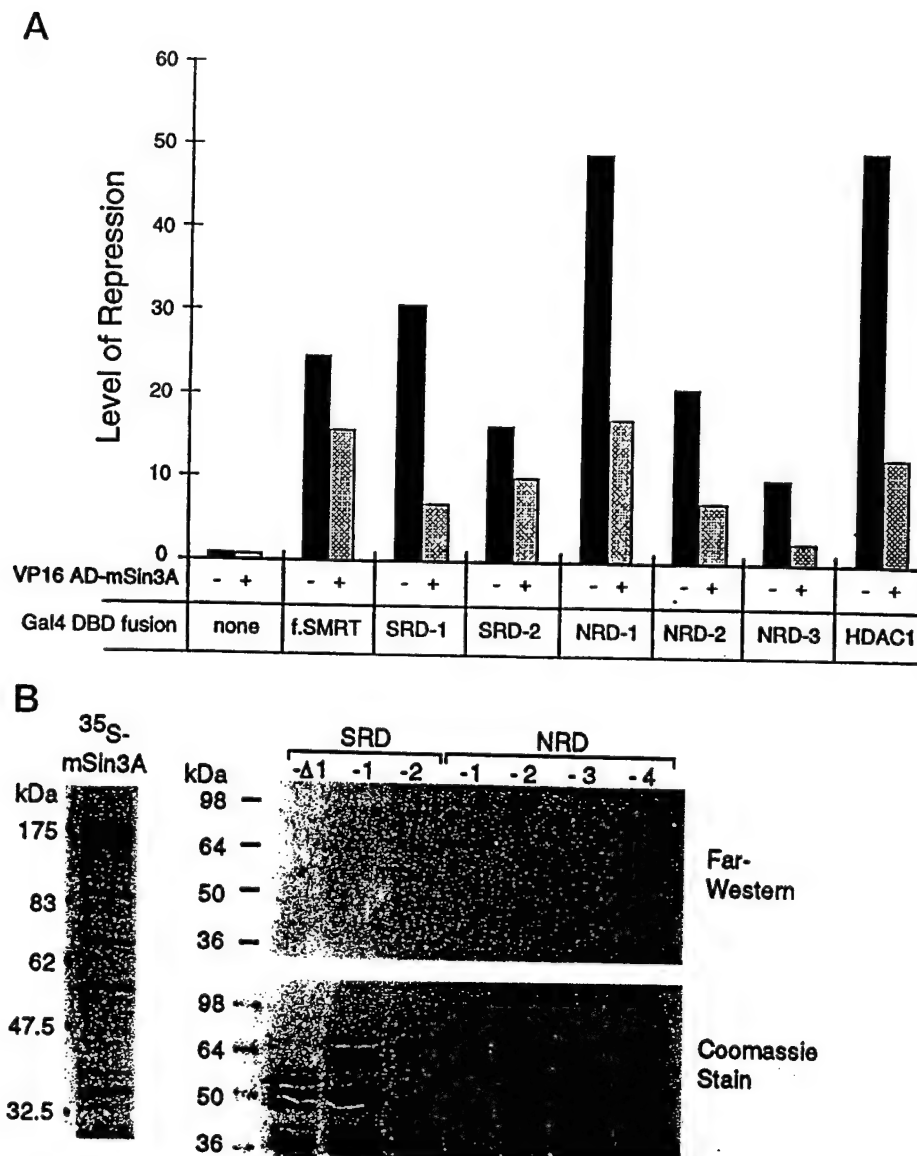 A
60
50
40
30
20
10
0
Level of Repression
VP16 AD-mSin3A - + - + - + - + - + - + - + - +
Gal4 DBD fusion none f.SMRT SRD-1 SRD-2 NRD-1 NRD-2 NRD-3 HDAC1
B
35S-
mSin3A
kDa
175
83
62
47.5
32.5
SRD NRD
kDa -Δ1 -1 -2 -1 -2 -3 -4
98
64
50
36
Far-
Western
98
64
50
36
Coomassie
Stain